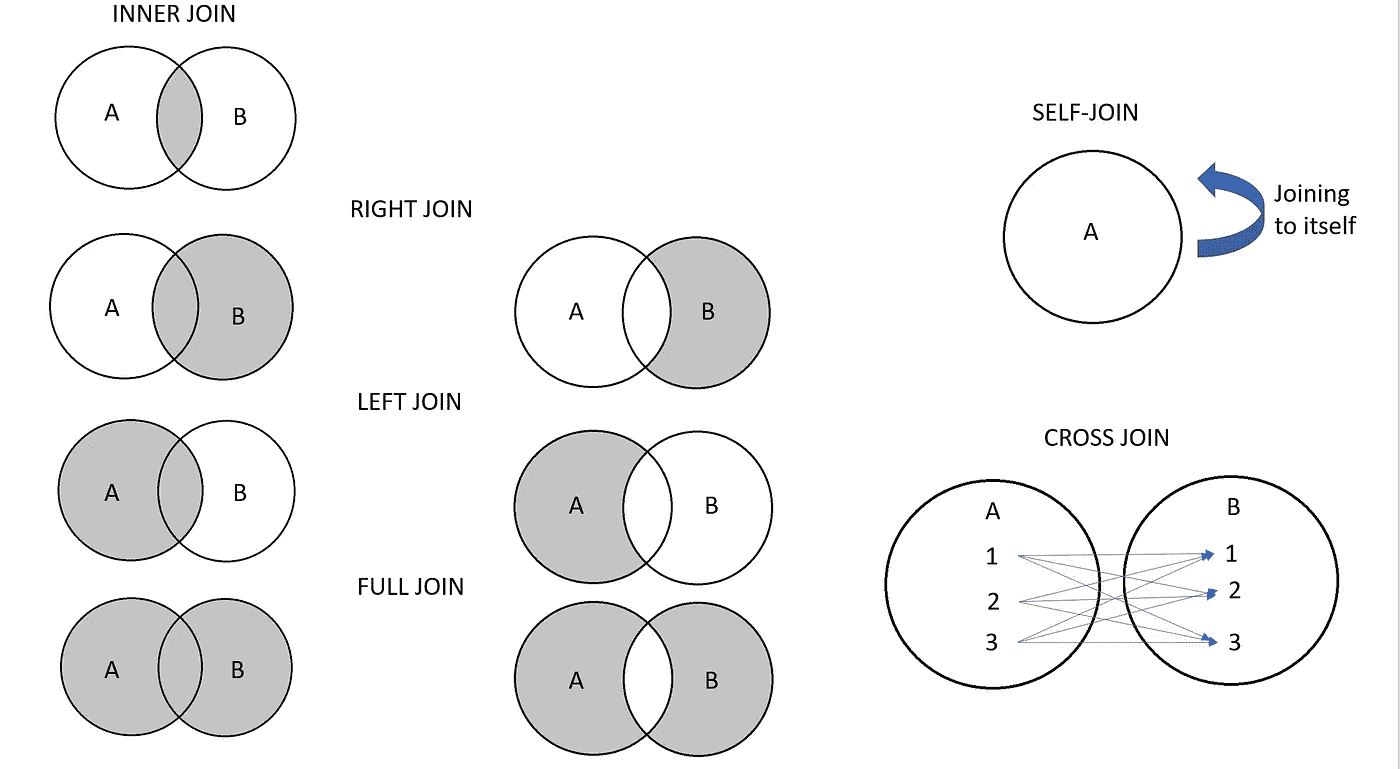 INNER JOIN
A B
RIGHT JOIN
A B
A B
LEFT JOIN
A B
A B
FULL JOIN
A B
A B
SELF-JOIN
A
Joining
to itself
CROSS JOIN
A B
1 1
2 2
3 3